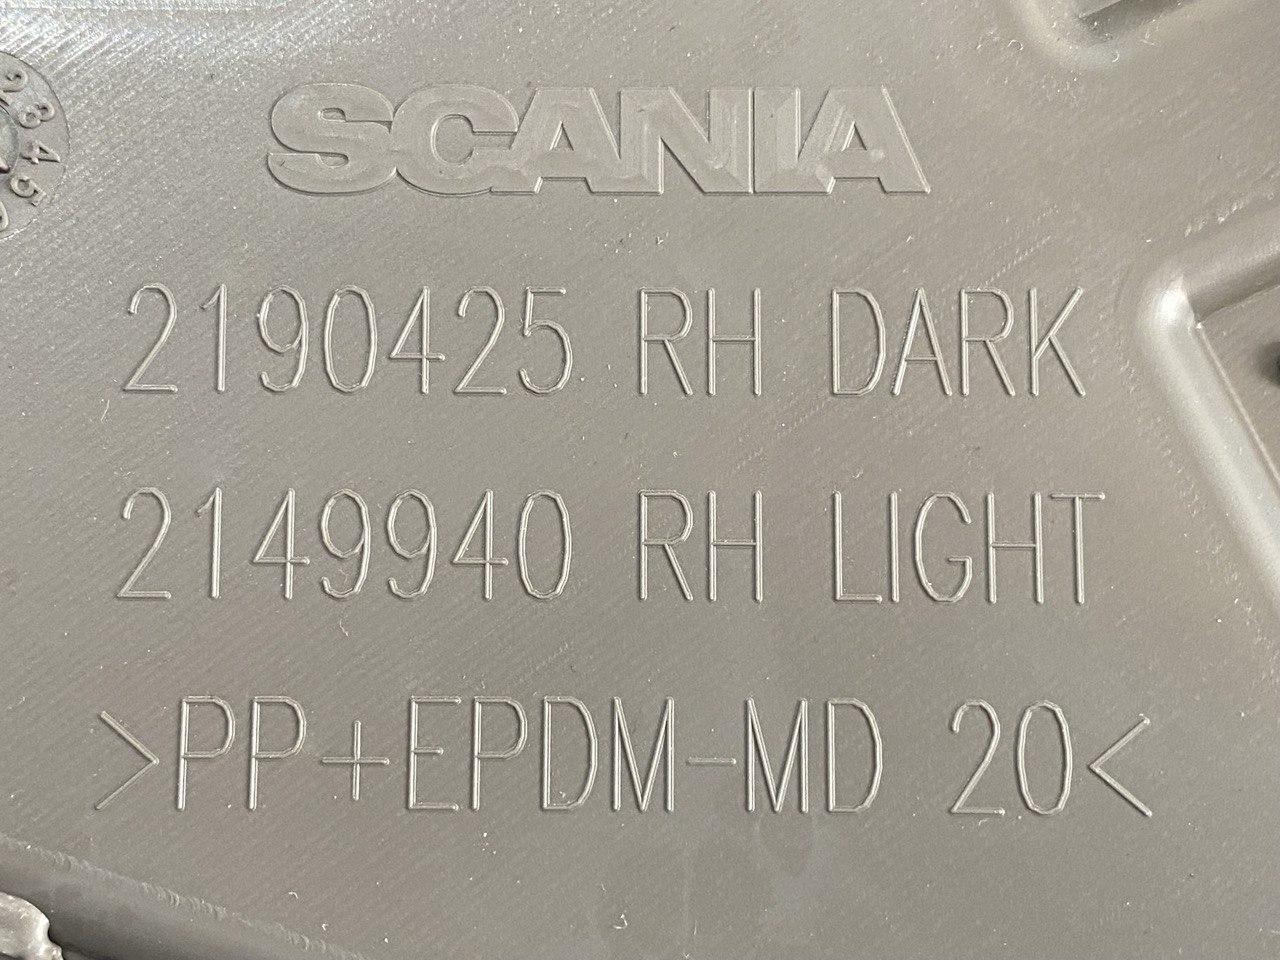 SCANIA
2190425 RH DARK
2149940 RH LIGHT
>PP+EPDM-MD 20<